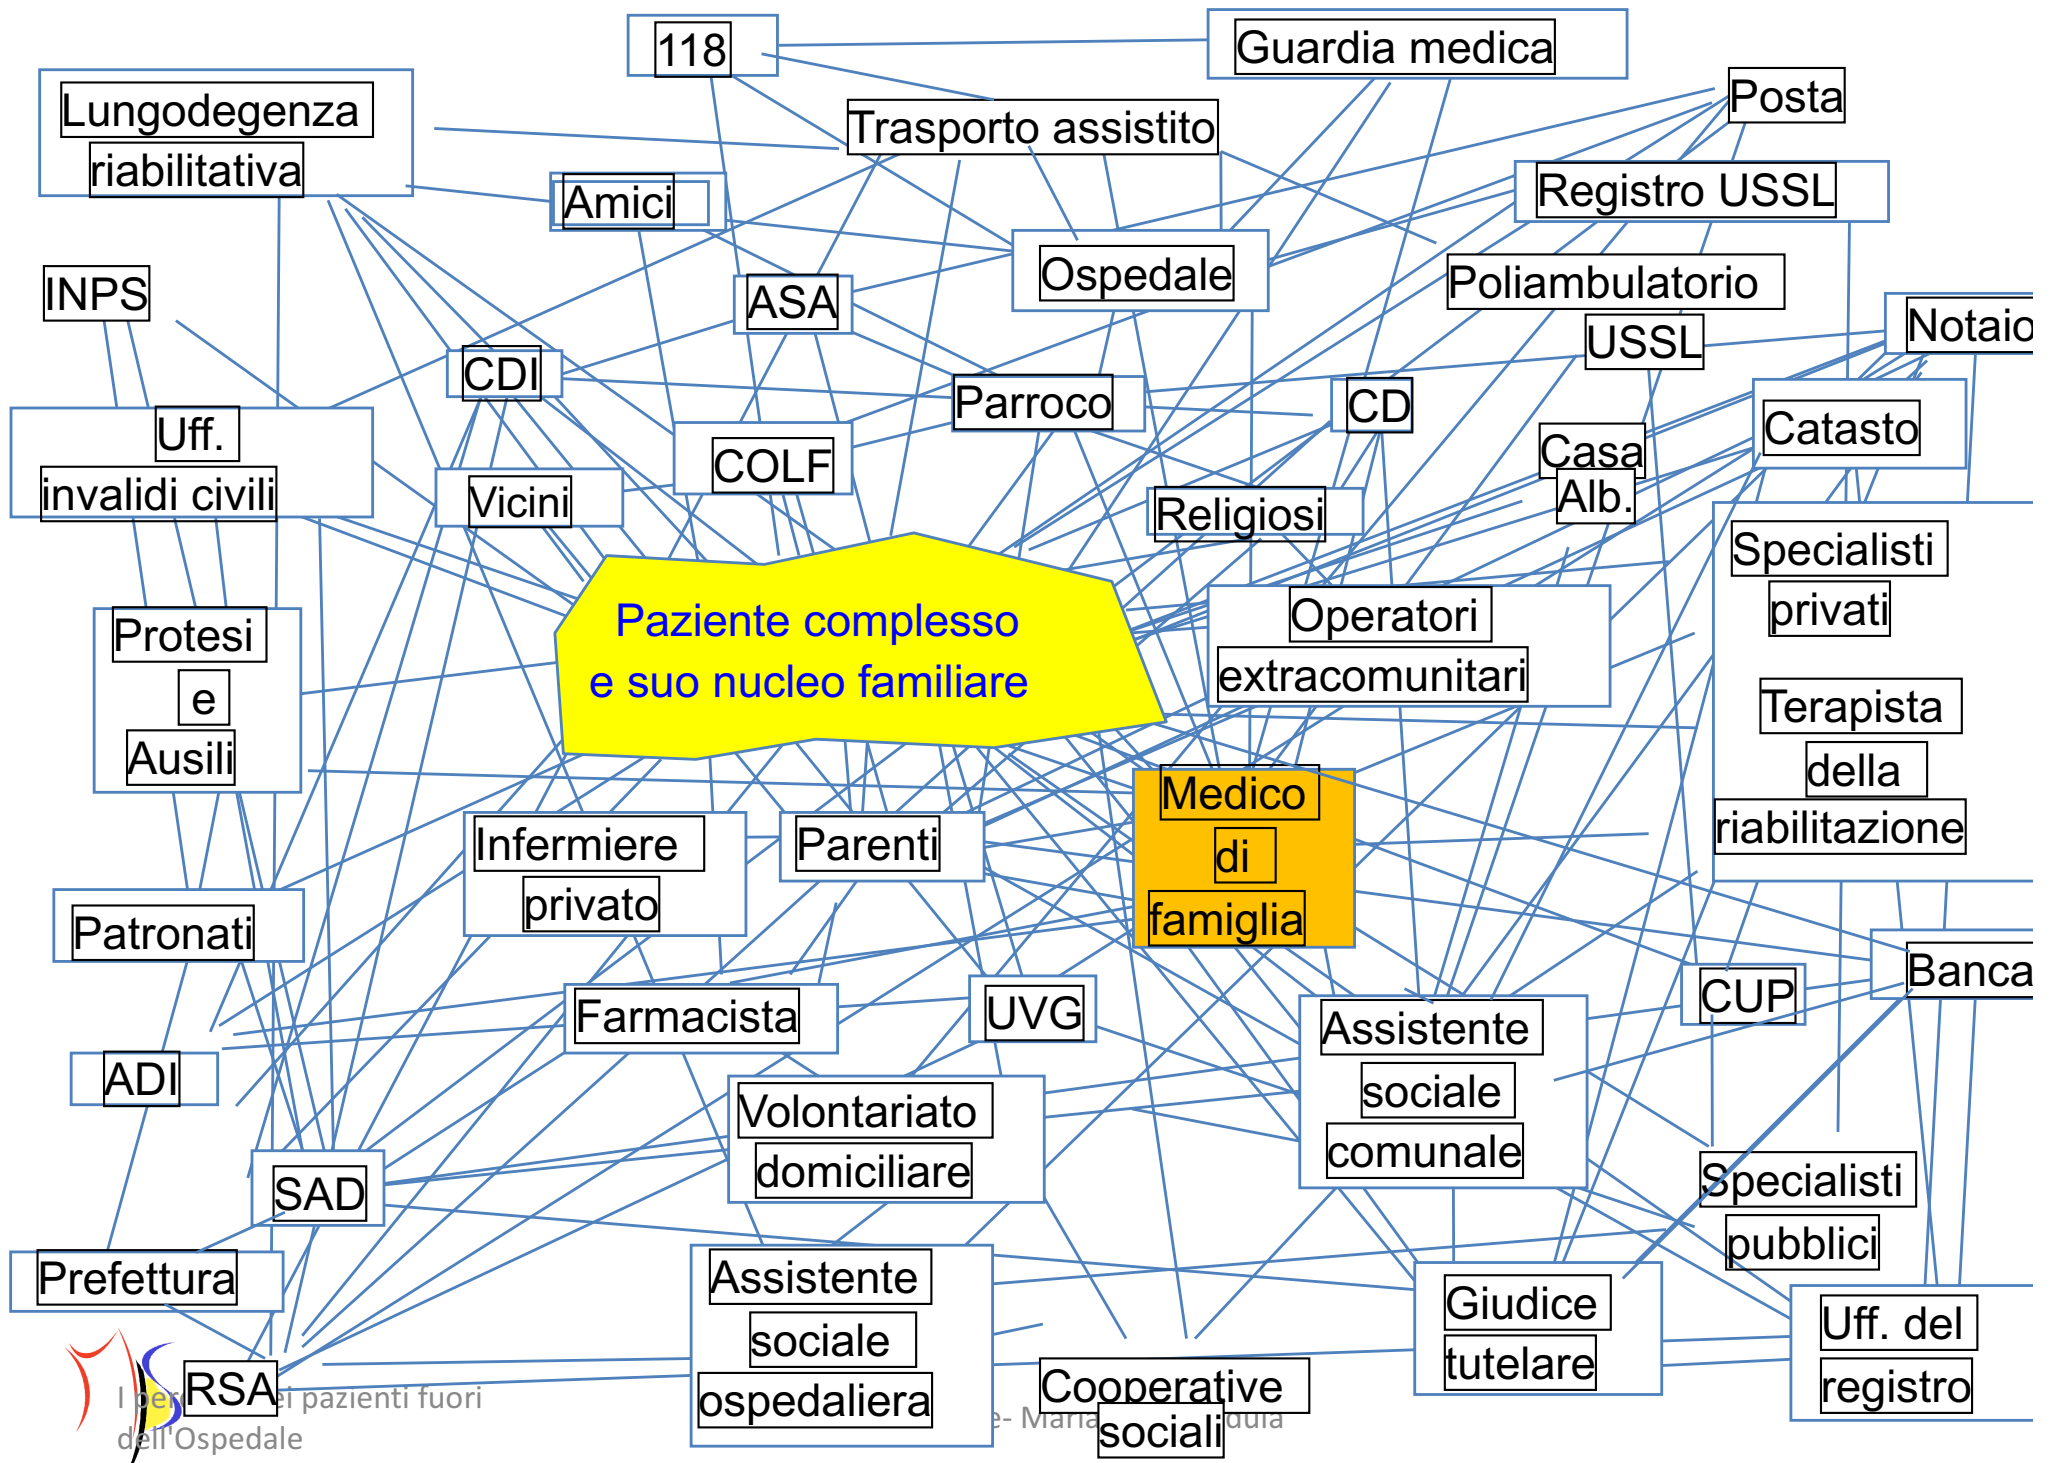 118
Guardia medica
Posta
Lungodegenza
riabilitativa
Trasporto assistito
Amici
Registro USSL
Ospedale
Poliambulatorio
USSL
INPS
ASA
Notaio
CDI
Parroco
CD
Catasto
Uff.
invalidi civili
COLF
Casa
Alb.
Vicini
Religiosi
Specialisti
privati
Paziente complesso
e suo nucleo familiare
Operatori
extracomunitari
Protesi
e
Ausili
Terapista
della
riabilitazione
Medico
di
famiglia
Infermiere
privato
Parenti
Patronati
Banca
CUP
Farmacista
UVG
Assistente
sociale
comunale
ADI
Volontariato
domiciliare
SAD
Specialisti
pubblici
Prefettura
Assistente
sociale
ospedaliera
Giudice
tutelare
Uff. del
registro
RSA
Cooperative
sociali
I pazienti fuori
dell'Ospedale